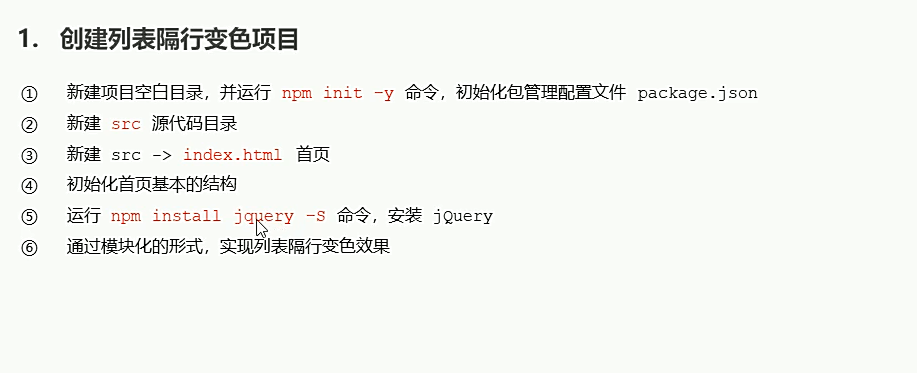 1. 创建列表隔行变色项目
① 新建项目空白目录，并运行 npm init -y 命令，初始化包管理配置文件 package.json
② 新建 src 源代码目录
③ 新建 src -> index.html 首页
④ 初始化首页基本的结构
⑤ 运行 npm install jquery -S 命令，安装 jQuery
⑥ 通过模块化的形式，实现列表隔行变色效果